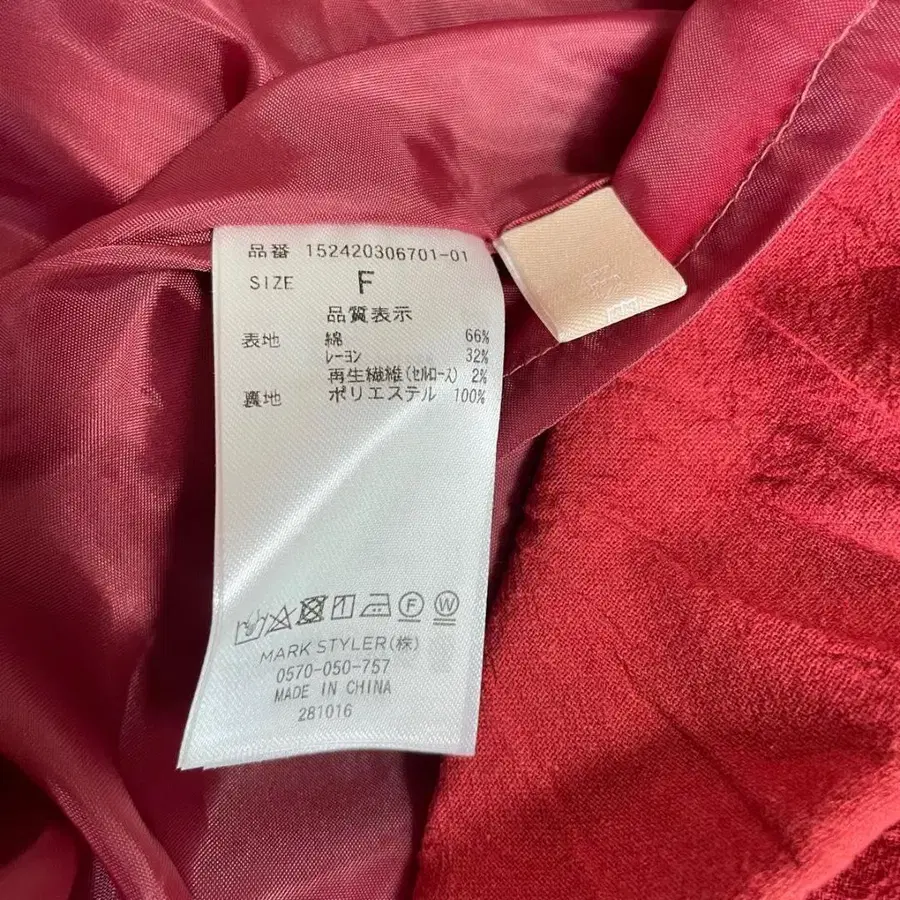 品番 152420306701-01
SIZE F
品質表示
表地 綿 66%
レーヨン 32%
再生繊維(セルロース) 2%
裏地 ポリエステル 100%
F W
MARK STYLER(株)
0570-050-757
MADE IN CHINA
281016